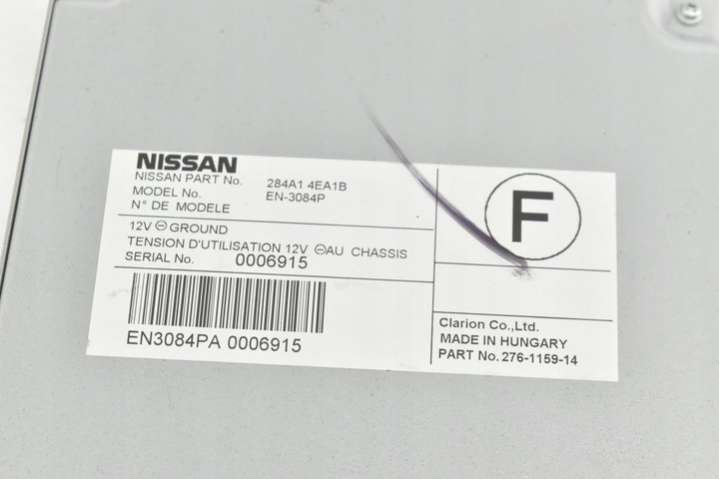 NISSAN
NISSAN PART No. 284A1 4EA1B
MODEL No. EN-3084P
N° DE MODELE
12V ⊖ GROUND
TENSION D'UTILISATION 12V ⊖AU CHASSIS
SERIAL No. 0006915
EN3084PA 0006915
F
Clarion Co.,Ltd.
MADE IN HUNGARY
PART No. 276-1159-14